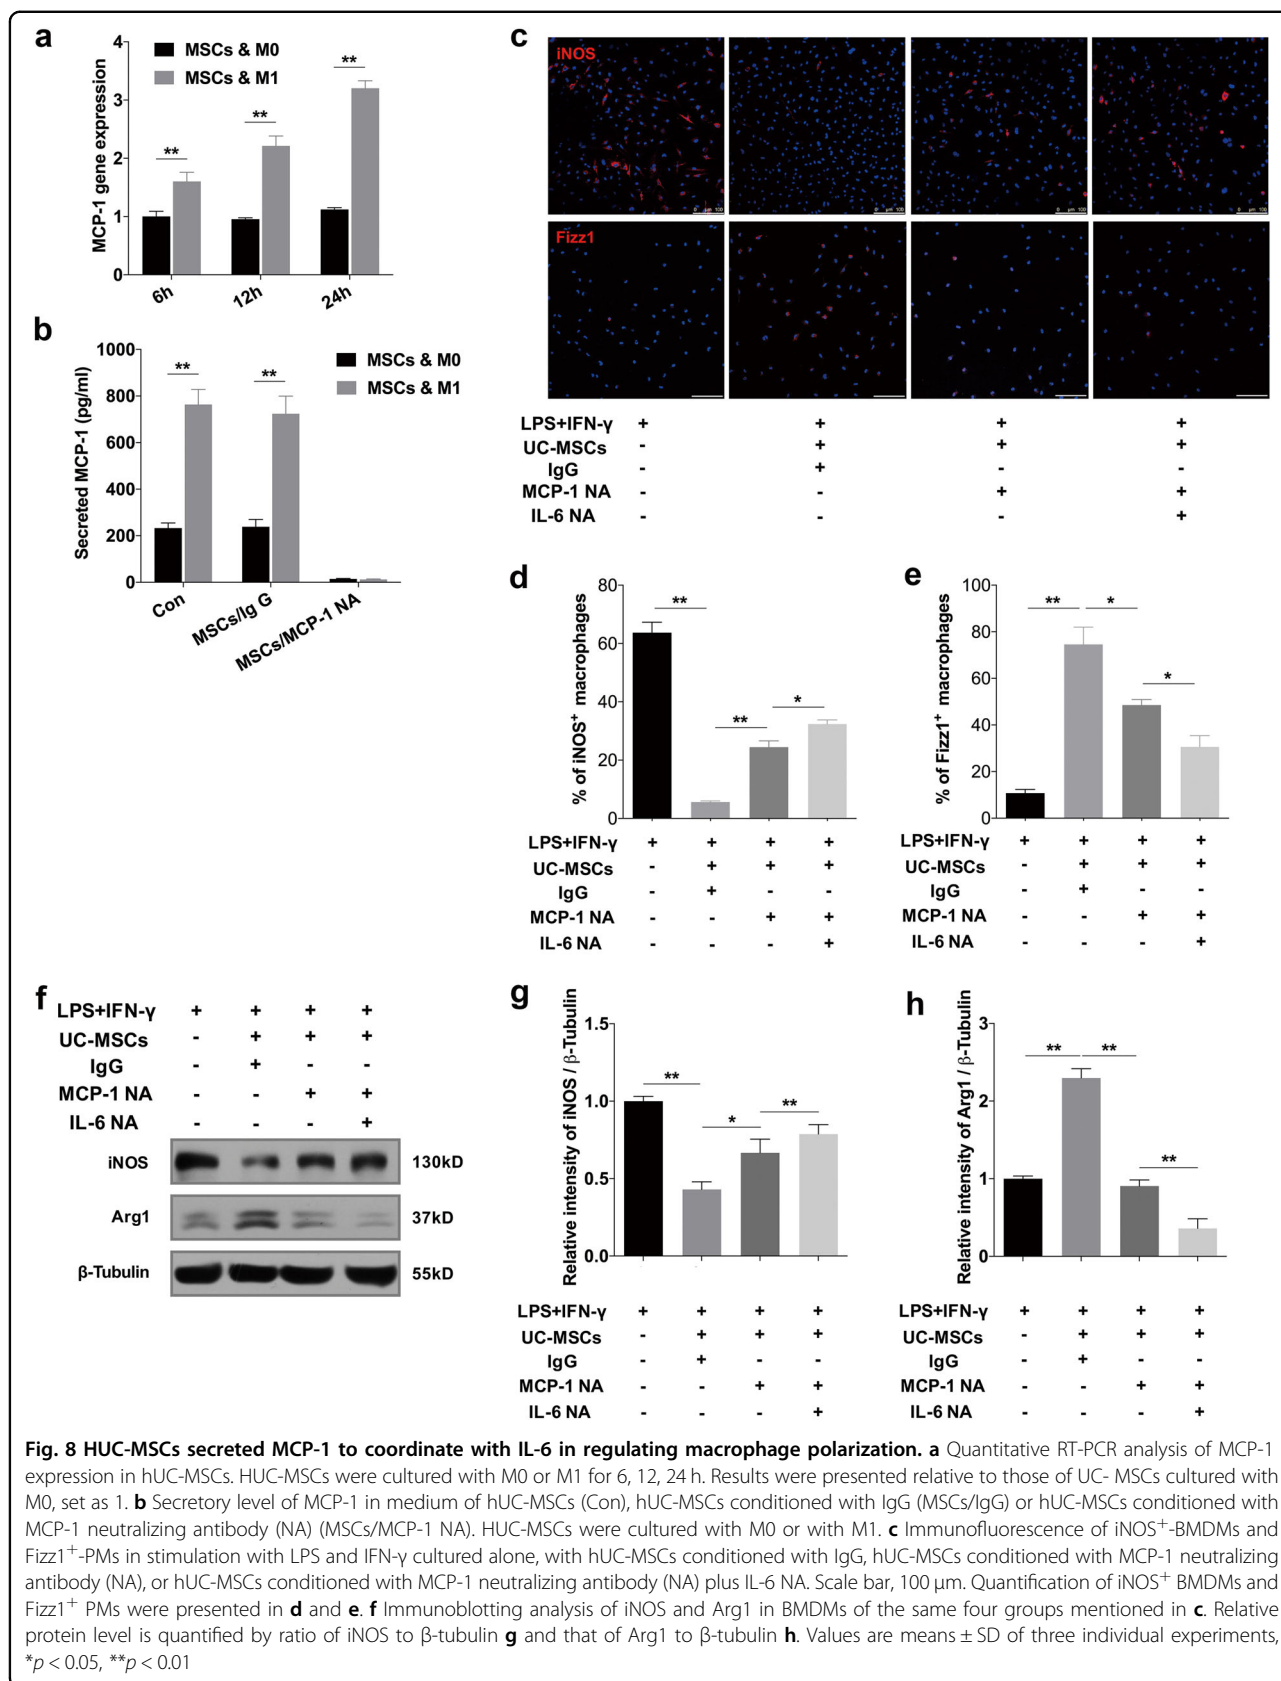 a
4
3
2
1
0
MCP-1 gene expression
MSCs & M0
MSCs & M1
**
**
**
6h
12h
24h
b
1000
800
600
400
200
0
Secreted MCP-1 (pg/ml)
MSCs & M0
MSCs & M1
**
**
Con
MSCs/Ig G
MSCs/MCP-1 NA
c
iNOS
0 µm 100
0 µm 100
0 µm 100
0 µm 100
Fizz1
LPS+IFN-γ + + + +
UC-MSCs - + + +
IgG - + - -
MCP-1 NA - - + +
IL-6 NA - - - +
d
80
60
40
20
0
% of iNOS+ macrophages
** ** *
LPS+IFN-γ + + + +
UC-MSCs - + + +
IgG - + - -
MCP-1 NA - - + +
IL-6 NA - - - +
e
100
80
60
40
20
0
% of Fizz1+ macrophages
** * *
LPS+IFN-γ + + + +
UC-MSCs - + + +
IgG - + - -
MCP-1 NA - - + +
IL-6 NA - - - +
f
LPS+IFN-γ + + + +
UC-MSCs - + + +
IgG - + - -
MCP-1 NA - - + +
IL-6 NA - - - +
iNOS 130kD
Arg1 37kD
β-Tubulin 55kD
g
1.5
1.0
0.5
0.0
Relative intensity of iNOS / β-Tubulin
** * **
LPS+IFN-γ + + + +
UC-MSCs - + + +
IgG - + - -
MCP-1 NA - - + +
IL-6 NA - - - +
h
3
2
1
0
Relative intensity of Arg1 / β-Tubulin
** ** **
LPS+IFN-γ + + + +
UC-MSCs - + + +
IgG - + - -
MCP-1 NA - - + +
IL-6 NA - - - +
Fig. 8 HUC-MSCs secreted MCP-1 to coordinate with IL-6 in regulating macrophage polarization. a Quantitative RT-PCR analysis of MCP-1
expression in hUC-MSCs. HUC-MSCs were cultured with M0 or M1 for 6, 12, 24 h. Results were presented relative to those of UC- MSCs cultured with
M0, set as 1. b Secretory level of MCP-1 in medium of hUC-MSCs (Con), hUC-MSCs conditioned with IgG (MSCs/IgG) or hUC-MSCs conditioned with
MCP-1 neutralizing antibody (NA) (MSCs/MCP-1 NA). HUC-MSCs were cultured with M0 or with M1. c Immunofluorescence of iNOS+-BMDMs and
Fizz1+-PMs in stimulation with LPS and IFN-γ cultured alone, with hUC-MSCs conditioned with IgG, hUC-MSCs conditioned with MCP-1 neutralizing
antibody (NA), or hUC-MSCs conditioned with MCP-1 neutralizing antibody (NA) plus IL-6 NA. Scale bar, 100 μm. Quantification of iNOS+ BMDMs and
Fizz1+ PMs were presented in d and e. f Immunoblotting analysis of iNOS and Arg1 in BMDMs of the same four groups mentioned in c. Relative
protein level is quantified by ratio of iNOS to β-tubulin g and that of Arg1 to β-tubulin h. Values are means ± SD of three individual experiments,
*p < 0.05, **p < 0.01